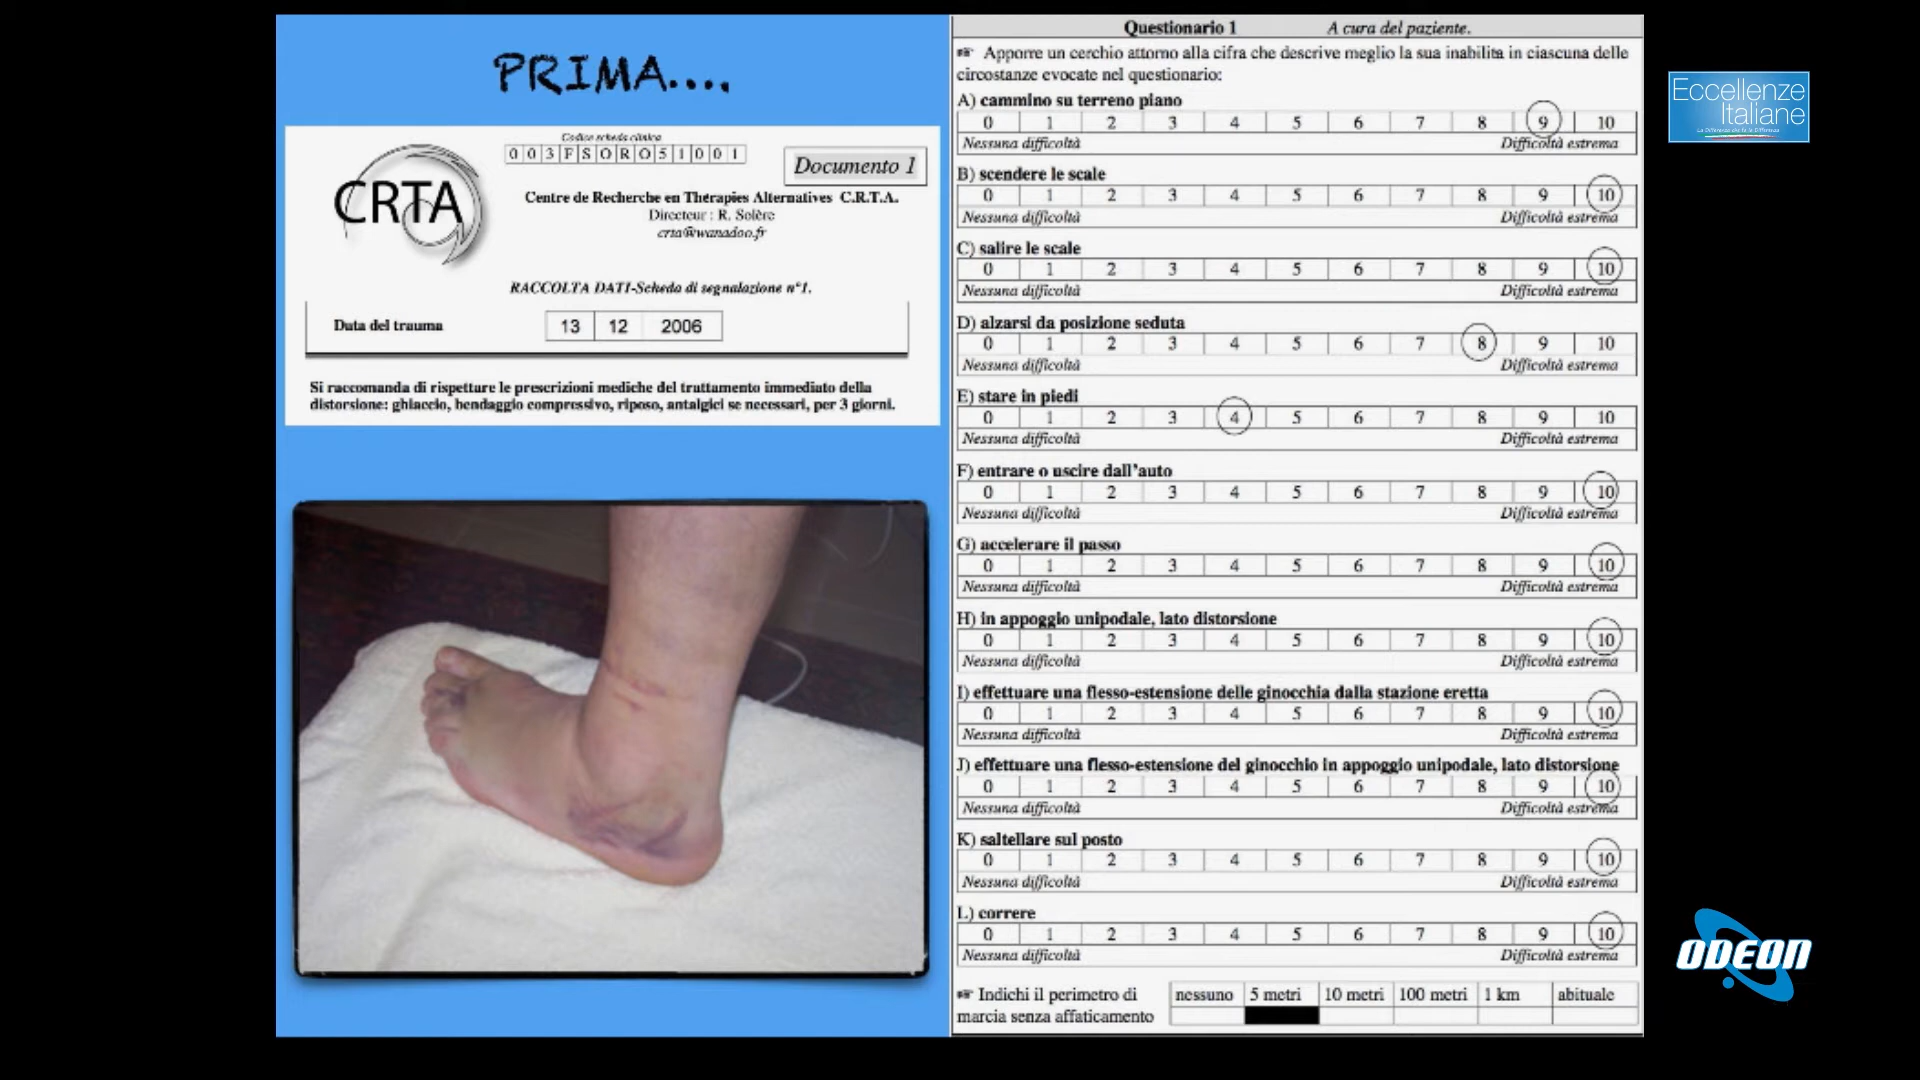 PRIMA....
Codice scheda clinica
0 0 3 F S O R O 5 1 0 0 1
Documento 1
CRTA
Centre de Recherche en Thérapies Alternatives C.R.T.A.
Directeur : R. Solère
crta@wanadoo.fr
RACCOLTA DATI-Scheda di segnalazione n°1.
Data del trauma 13 12 2006
Si raccomanda di rispettare le prescrizioni mediche del truttamento immediato della
distorsione: ghiaccio, bendaggio compressivo, riposo, antalgici se necessari, per 3 giorni.
Questionario 1 A cura del paziente.
☞ Apporre un cerchio attorno alla cifra che descrive meglio la sua inabilita in ciascuna delle
circostanze evocate nel questionario:
A) cammino su terreno piano
0 1 2 3 4 5 6 7 8 9 10
Nessuna difficoltà Difficoltà estrema
B) scendere le scale
0 1 2 3 4 5 6 7 8 9 10
Nessuna difficoltà Difficoltà estrema
C) salire le scale
0 1 2 3 4 5 6 7 8 9 10
Nessuna difficoltà Difficoltà estrema
D) alzarsi da posizione seduta
0 1 2 3 4 5 6 7 8 9 10
Nessuna difficoltà Difficoltà estrema
E) stare in piedi
0 1 2 3 4 5 6 7 8 9 10
Nessuna difficoltà Difficoltà estrema
F) entrare o uscire dall'auto
0 1 2 3 4 5 6 7 8 9 10
Nessuna difficoltà Difficoltà estrema
G) accelerare il passo
0 1 2 3 4 5 6 7 8 9 10
Nessuna difficoltà Difficoltà estrema
H) in appoggio unipodale, lato distorsione
0 1 2 3 4 5 6 7 8 9 10
Nessuna difficoltà Difficoltà estrema
I) effettuare una flesso-estensione delle ginocchia dalla stazione eretta
0 1 2 3 4 5 6 7 8 9 10
Nessuna difficoltà Difficoltà estrema
J) effettuare una flesso-estensione del ginocchio in appoggio unipodale, lato distorsione
0 1 2 3 4 5 6 7 8 9 10
Nessuna difficoltà Difficoltà estrema
K) saltellare sul posto
0 1 2 3 4 5 6 7 8 9 10
Nessuna difficoltà Difficoltà estrema
L) correre
0 1 2 3 4 5 6 7 8 9 10
Nessuna difficoltà Difficoltà estrema
☞ Indichi il perimetro di
marcia senza affaticamento
nessuno 5 metri 10 metri 100 metri 1 km abituale
Eccellenze
Italiane
La Differenza che fa la Differenza
ODEON